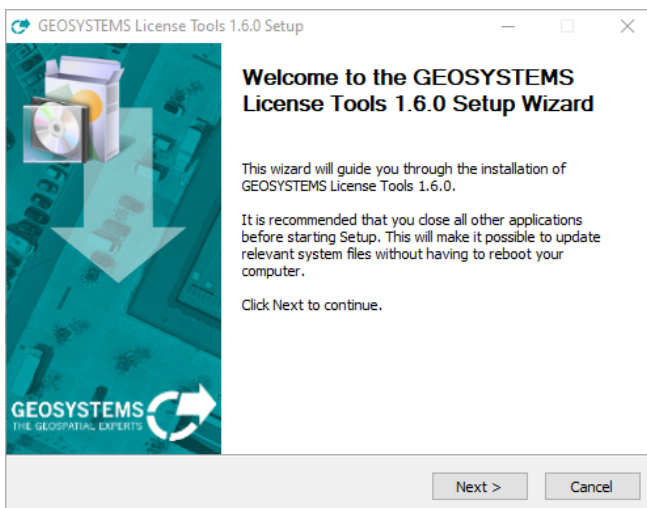 GEOSYSTEMS License Tools 1.6.0 Setup
Welcome to the GEOSYSTEMS
License Tools 1.6.0 Setup Wizard
This wizard will guide you through the installation of
GEOSYSTEMS License Tools 1.6.0.
It is recommended that you close all other applications
before starting Setup. This will make it possible to update
relevant system files without having to reboot your
computer.
Click Next to continue.
GEOSYSTEMS
THE GEOSPATIAL EXPERTS
Next >
Cancel